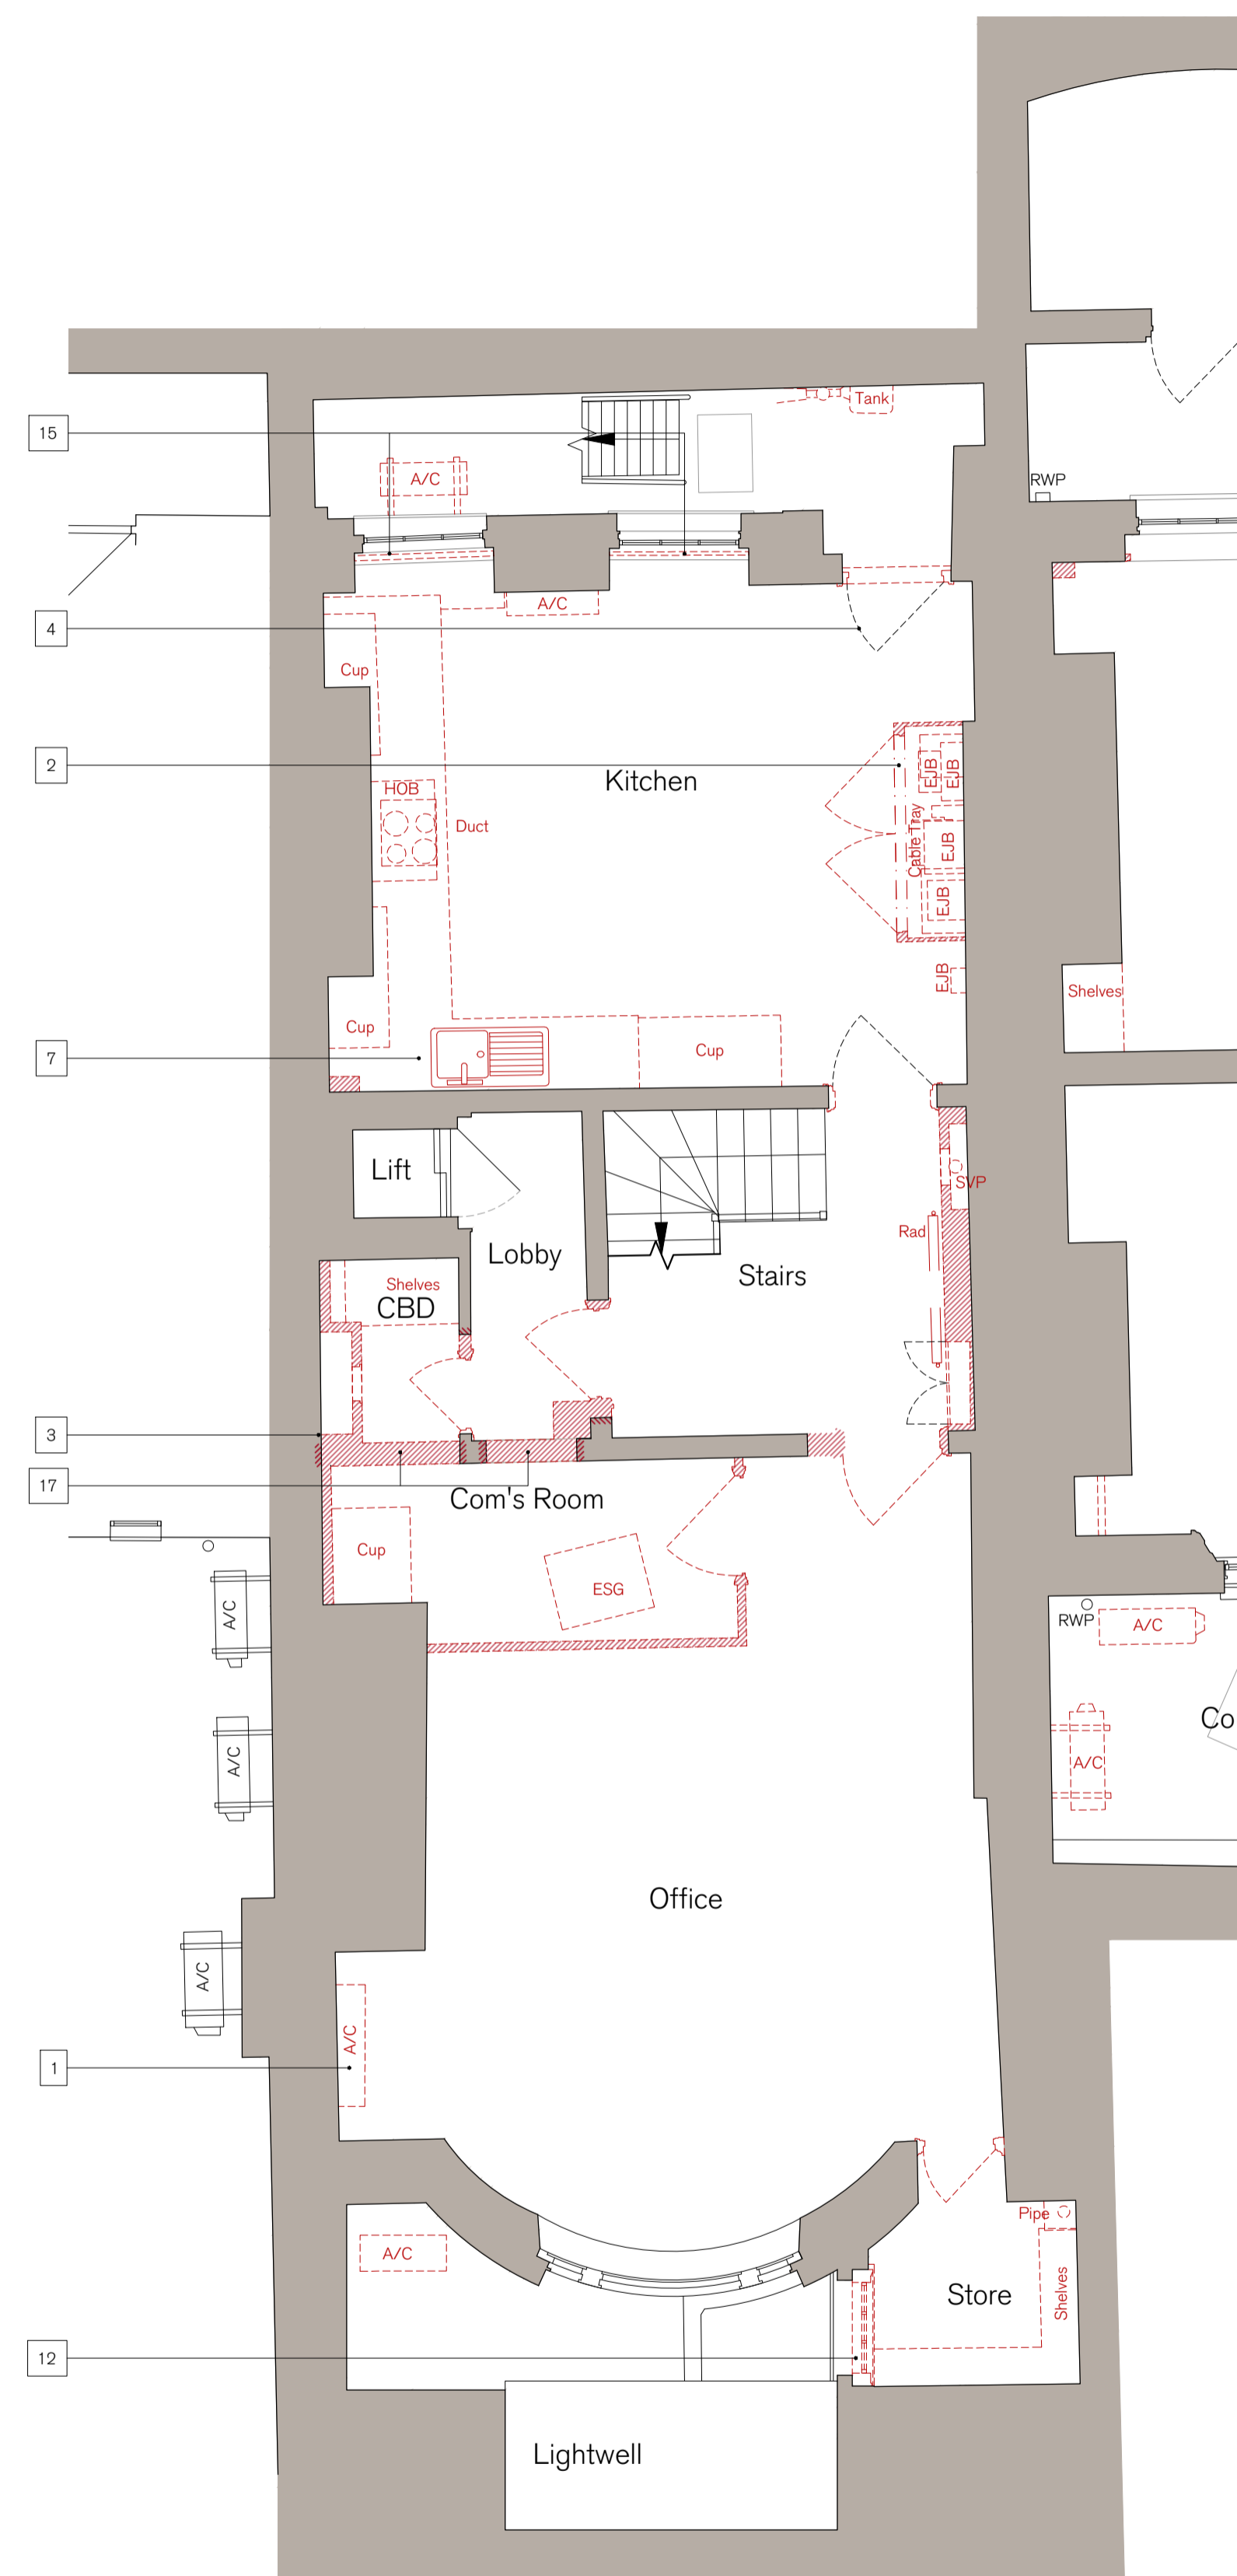 Tank
15
A/C
RWP
A/C
4
Cup
2
Kitchen
EJB
EJB
HOB
Duct
Cable Tray
EJB
EJB
EJB
Shelves
Cup
7
Cup
Lift
SVP
Rad
Lobby
Stairs
Shelves
CBD
3
17
Com's Room
Cup
ESG
A/C
RWP
A/C
Co
A/C
A/C
Office
A/C
A/C
1
Pipe
A/C
Store
Shelves
12
Lightwell